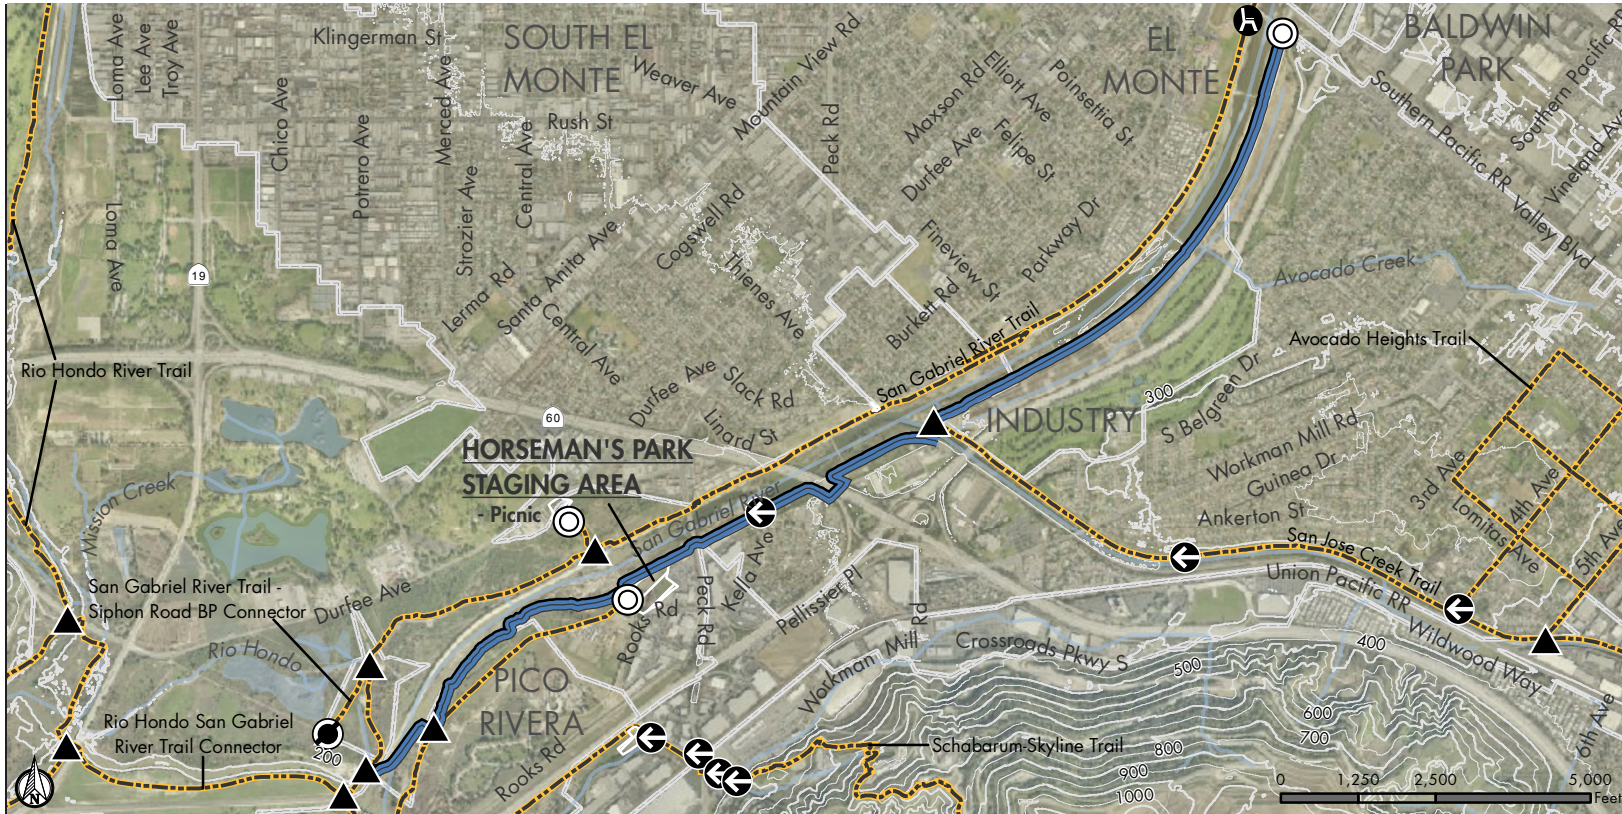 Loma Ave
Lee Ave
Troy Ave
Klingerman St
SOUTH EL
MONTE
Weaver Ave
Mountain View Rd
EL
MONTE
BALDWIN
PARK
Southern Pacific RR
Southern Pacific RR
Vineland Ave
Chico Ave
Potrero Ave
Merced Ave
Strozier Ave
Central Ave
Rush St
Peck Rd
Maxson Rd
Elliott Ave
Poinsettia St
Durfee Ave
Felipe St
Valley Blvd
Loma Ave
19
Lerma Rd
Santa Anita Ave
Cogswell Rd
Thienes Ave
Fineview St
Parkway Dr
Burkett Rd
Avocado Creek
Central Ave
Durfee Ave
Slack Rd
Linard St
San Gabriel River Trail
Avocado Heights Trail
Rio Hondo River Trail
60
INDUSTRY
300
S Belgreen Dr
Workman Mill Rd
Guinea Dr
Ankerton St
3rd Ave
4th Ave
Lomitas Ave
5th Ave
HORSEMAN'S PARK
STAGING AREA
- Picnic
San Gabriel River
Mission Creek
San Jose Creek Trail
Union Pacific RR
Wildwood Way
San Gabriel River Trail -
Siphon Road BP Connector
Durfee Ave
Rio Hondo
Rooks Rd
Peck Rd
Kella Ave
Pellissier Pl
Workman Mill Rd
Crossroads Pkwy S
PICO
RIVERA
Rooks Rd
Rio Hondo San Gabriel
River Trail Connector
200
Schabarum-Skyline Trail
400
500
600
700
800
900
1000
6th Ave
N
0 1,250 2,500 5,000
Feet